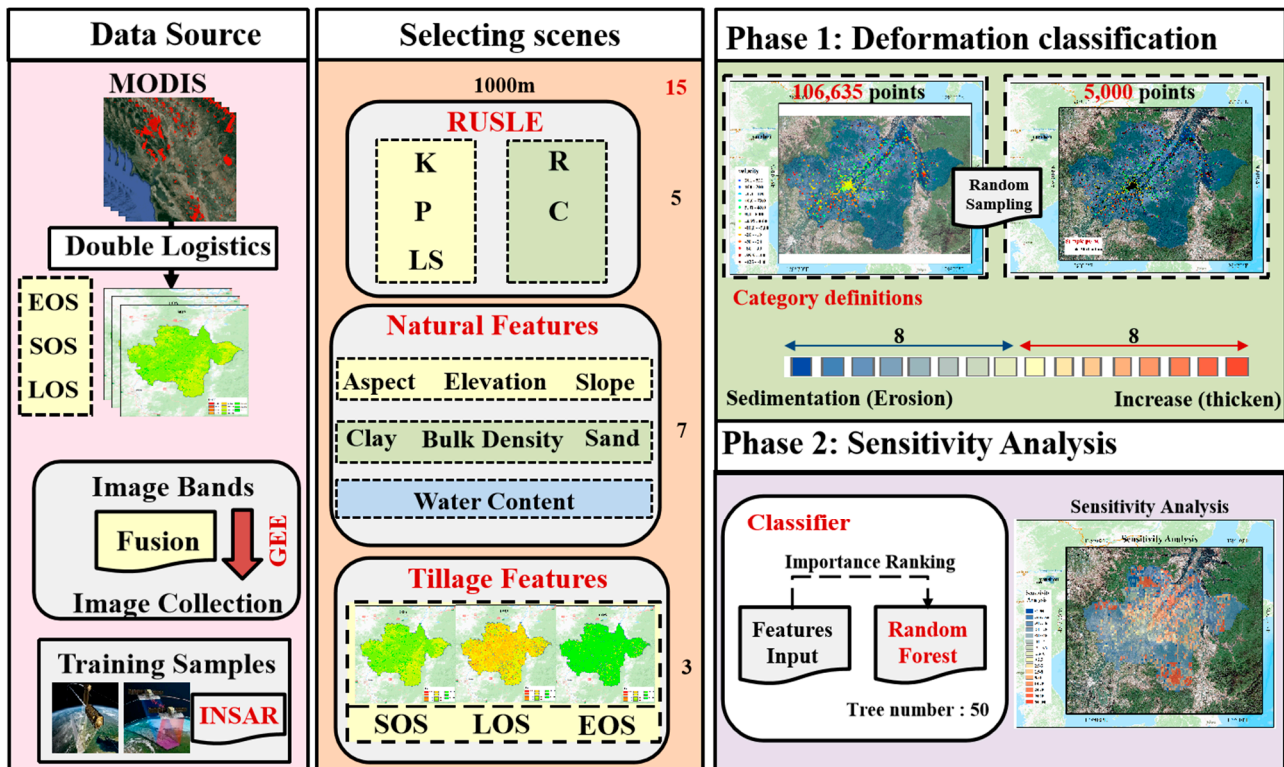 Data Source
MODIS
Double Logistics
EOS
SOS
LOS
Image Bands
Fusion
GEE
Image Collection
Training Samples
INSAR
Selecting scenes
1000m
15
RUSLE
K
R
P
C
LS
5
Natural Features
Aspect Elevation Slope
Clay Bulk Density Sand
7
Water Content
Tillage Features
3
SOS LOS EOS
Phase 1: Deformation classification
106,635 points
5,000 points
Random
Sampling
Category definitions
8
8
Sedimentation (Erosion)
Increase (thicken)
Phase 2: Sensitivity Analysis
Classifier
Importance Ranking
Features
Input
Random
Forest
Tree number : 50
Sensitivity Analysis
Sensitivity Analysis
Sensitivity
Analysis